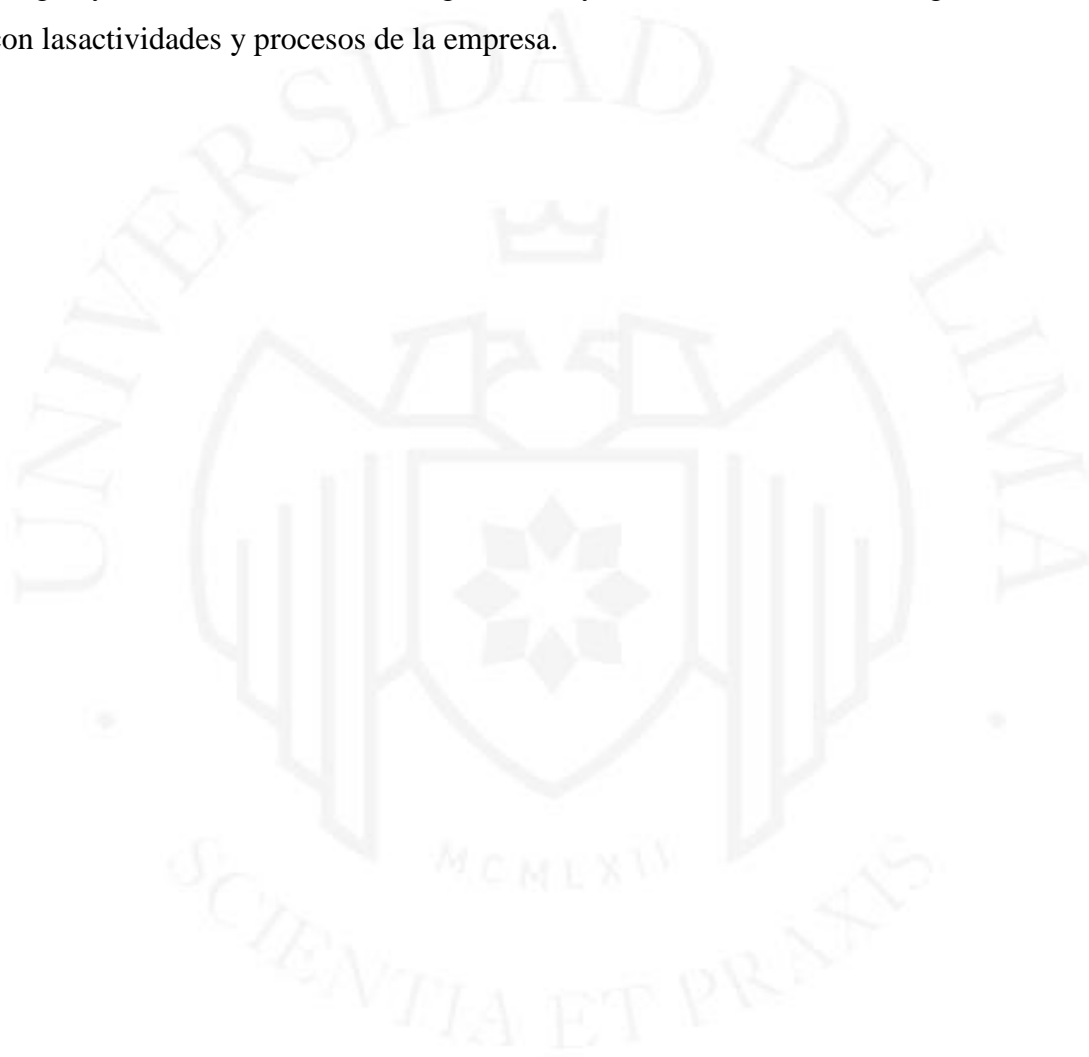 con lasactividades y procesos de la empresa.
UNIVERSIDAD DE LIMA
MCMLXII
SCIENTIA ET PRAXIS